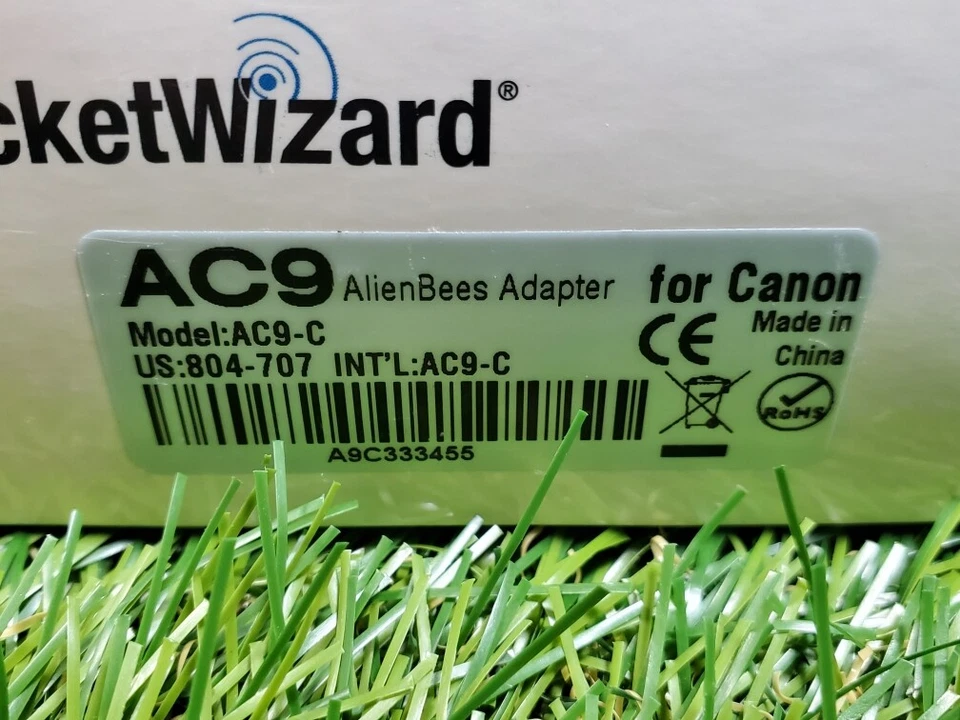 cketWizard®
AC9 AlienBees Adapter for Canon
Model:AC9-C
US:804-707 INT'L:AC9-C
Made in
China
CE
RoHS
A9C333455